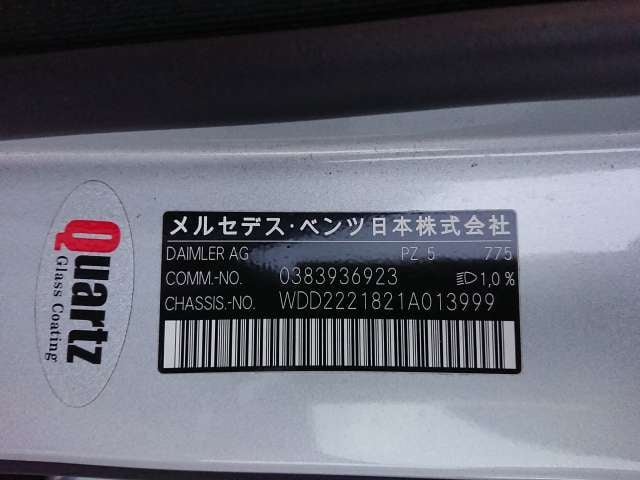 メルセデス・ベンツ日本株式会社
DAIMLER AG PZ 5 775
COMM.-NO. 0383936923 1,0%
CHASSIS.-NO. WDD2221821A013999
Quartz
Glass Coating